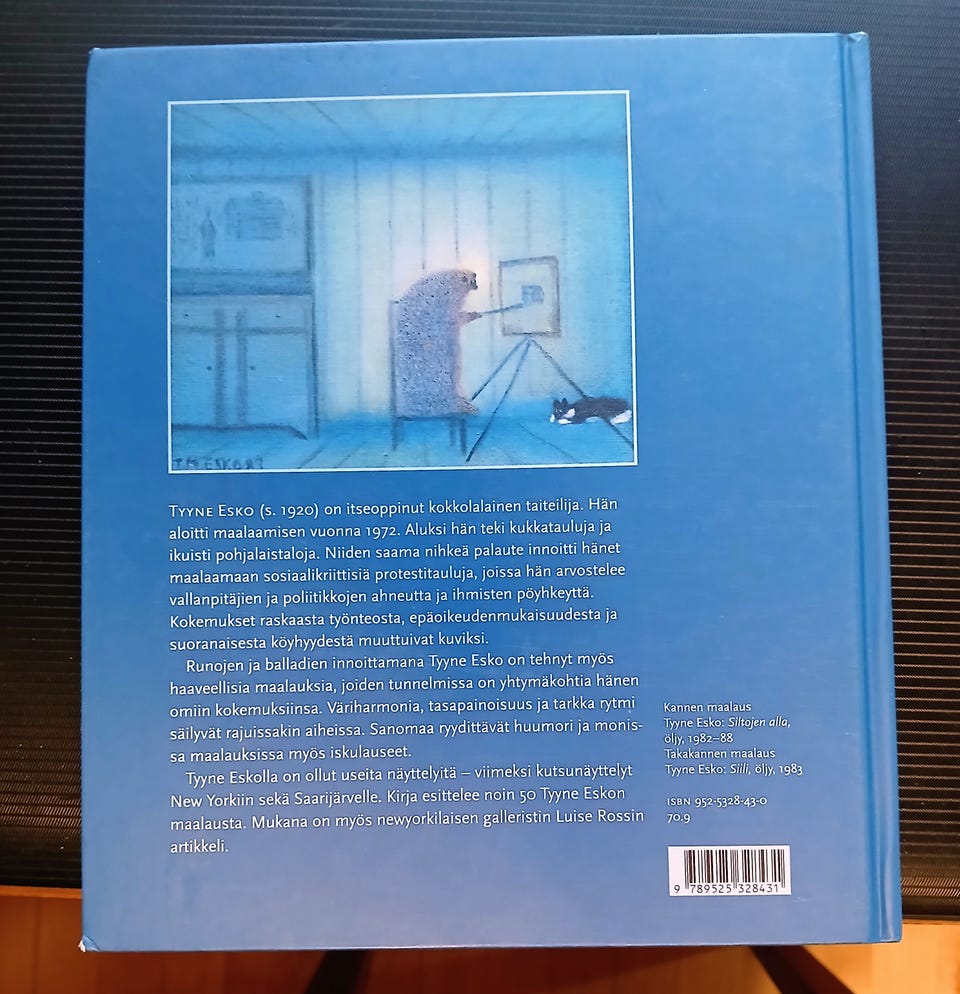 TYYNE ESKO (s. 1920) on itseoppinut kokkolalainen taiteilija. Hän
aloitti maalaamisen vuonna 1972. Aluksi hän teki kukkatauluja ja
ikuisti pohjalaistaloja. Niiden saama nihkeä palaute innoitti hänet
maalaamaan sosiaalikriittisiä protestitauluja, joissa hän arvostelee
vallanpitäjien ja poliitikkojen ahneutta ja ihmisten pöyhkeyttä.
Kokemukset raskaasta työnteosta, epäoikeudenmukaisuudesta ja
suoranaisesta köyhyydestä muuttuivat kuviksi.
Runojen ja balladien innoittamana Tyyne Esko on tehnyt myös
haaveellisia maalauksia, joiden tunnelmissa on yhtymäkohtia hänen
omiin kokemuksiinsa. Väriharmonia, tasapainoisuus ja tarkka rytmi
säilyvät rajuissakin aiheissa. Sanomaa ryydittävät huumori ja monis-
sa maalauksissa myös iskulauseet.
Tyyne Eskolla on ollut useita näyttelyitä – viimeksi kutsunäyttelyt
New Yorkiin sekä Saarijärvelle. Kirja esittelee noin 50 Tyyne Eskon
maalausta. Mukana on myös newyorkilaisen galleristin Luise Rossin
artikkeli.
Kannen maalaus
Tyyne Esko: Siltojen alla,
öljy, 1982–88
Takakannen maalaus
Tyyne Esko: Siili, öljy, 1983
ISBN 952-5328-43-0
70.9
9 789525 328431